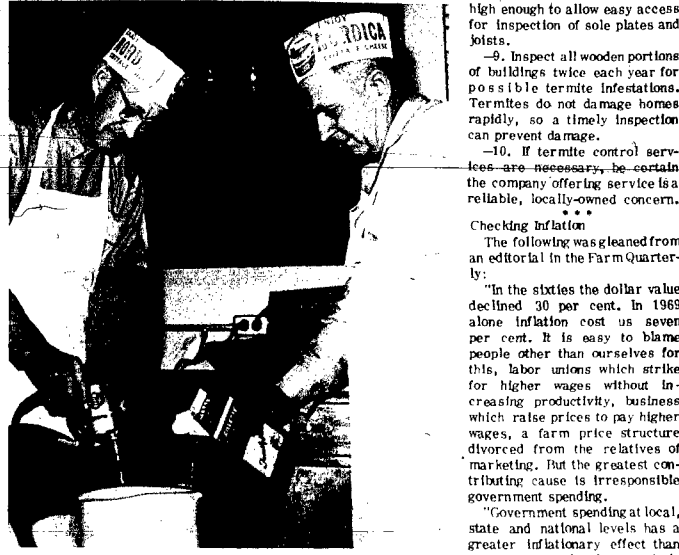 NORDICA
ENJOY
NORDICA
COTTAGE CHEESE
high enough to allow easy access
for inspection of sole plates and
joists.
—9. Inspect all wooden portions
of buildings twice each year for
possible termite infestations.
Termites do not damage homes
rapidly, so a timely inspection
can prevent damage.
—10. If termite control serv-
ices are necessary, be certain
the company offering service is a
reliable, locally-owned concern.
* * *
Checking Inflation
The following was gleaned from
an editorial in the Farm Quarter-
ly:
"In the sixties the dollar value
declined 30 per cent. In 1969
alone inflation cost us seven
per cent. It is easy to blame
people other than ourselves for
this, labor unions which strike
for higher wages without in-
creasing productivity, business
which raise prices to pay higher
wages, a farm price structure
divorced from the relatives of
marketing. But the greatest con-
tributing cause is irresponsible
government spending.
"Government spending at local,
state and national levels has a
greater inflationary effect than